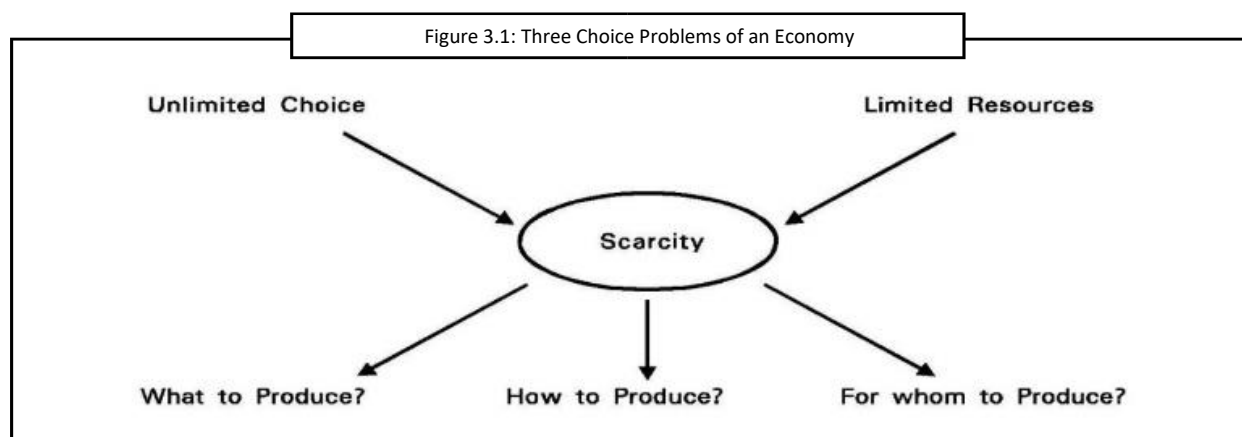 Figure 3.1: Three Choice Problems of an Economy
Unlimited Choice
Limited Resources
Scarcity
What to Produce?
How to Produce?
For whom to Produce?